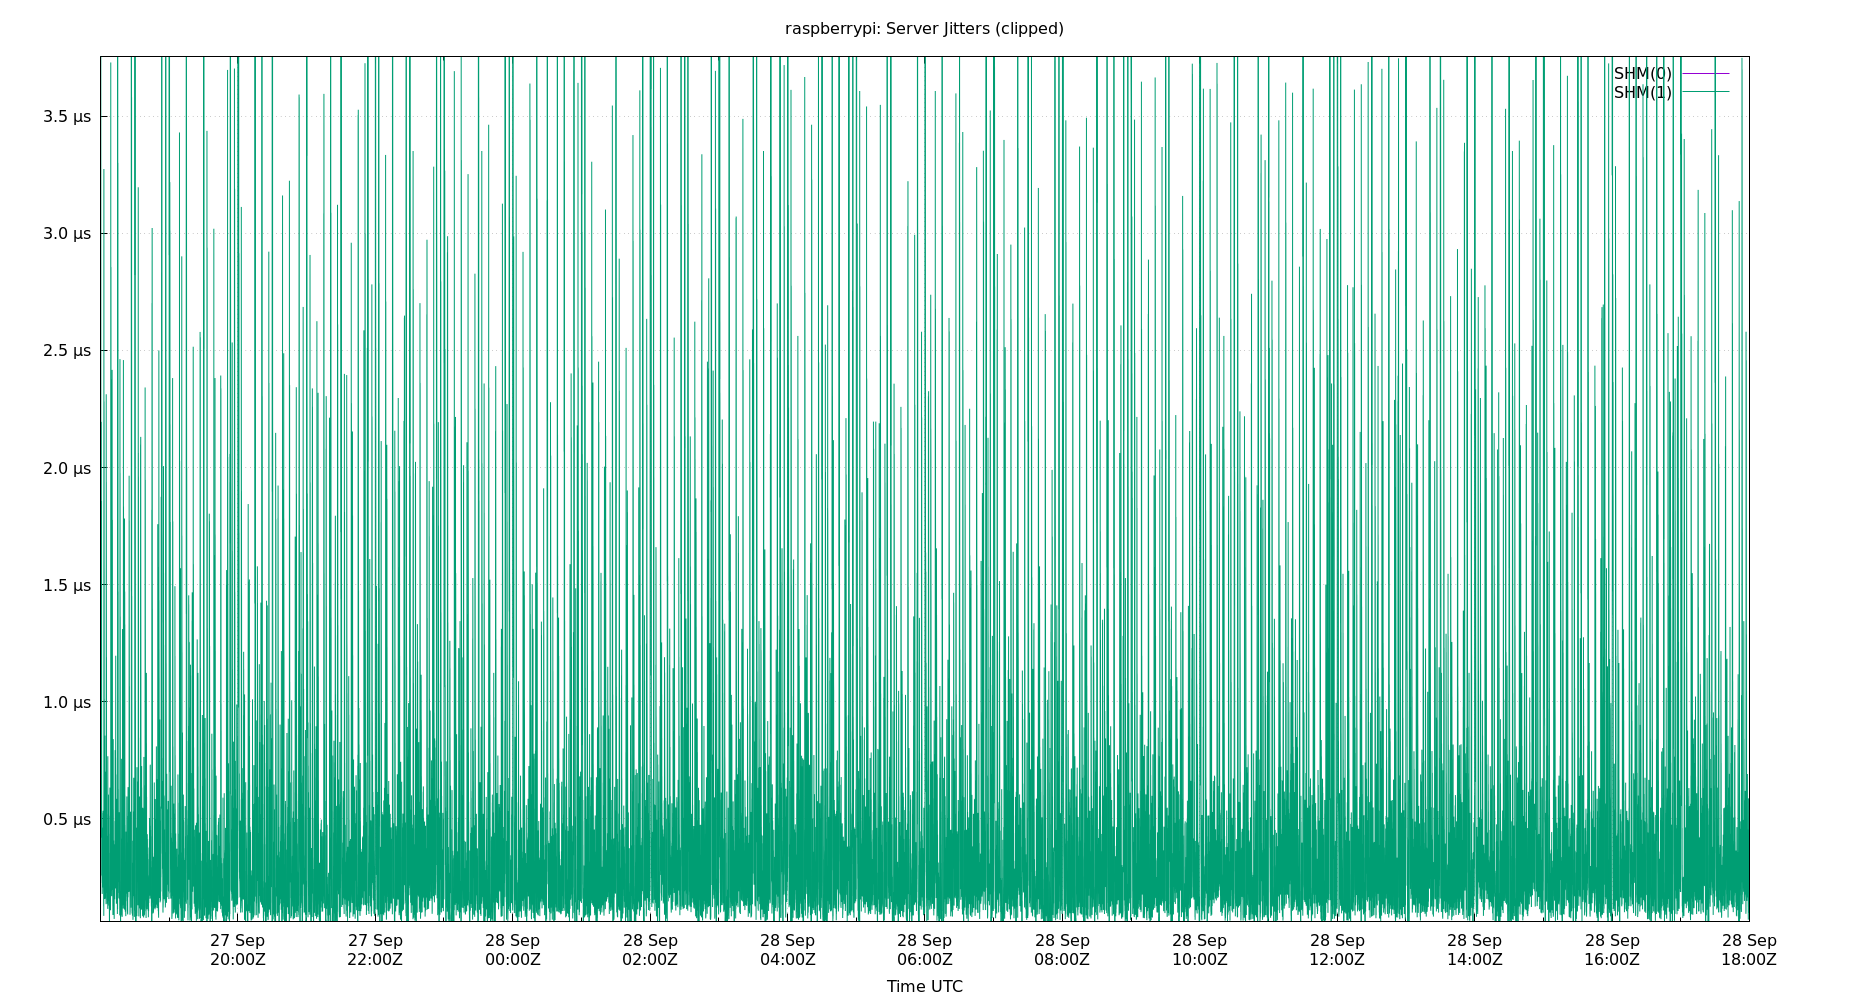 raspberrypi: Server Jitters (clipped)
SHM(0)
SHM(1)
3.5 µs
3.0 µs
2.5 µs
2.0 µs
1.5 µs
1.0 µs
0.5 µs
27 Sep 27 Sep 28 Sep 28 Sep 28 Sep 28 Sep 28 Sep 28 Sep 28 Sep 28 Sep 28 Sep 28 Sep
20:00Z 22:00Z 00:00Z 02:00Z 04:00Z 06:00Z 08:00Z 10:00Z 12:00Z 14:00Z 16:00Z 18:00Z
Time UTC